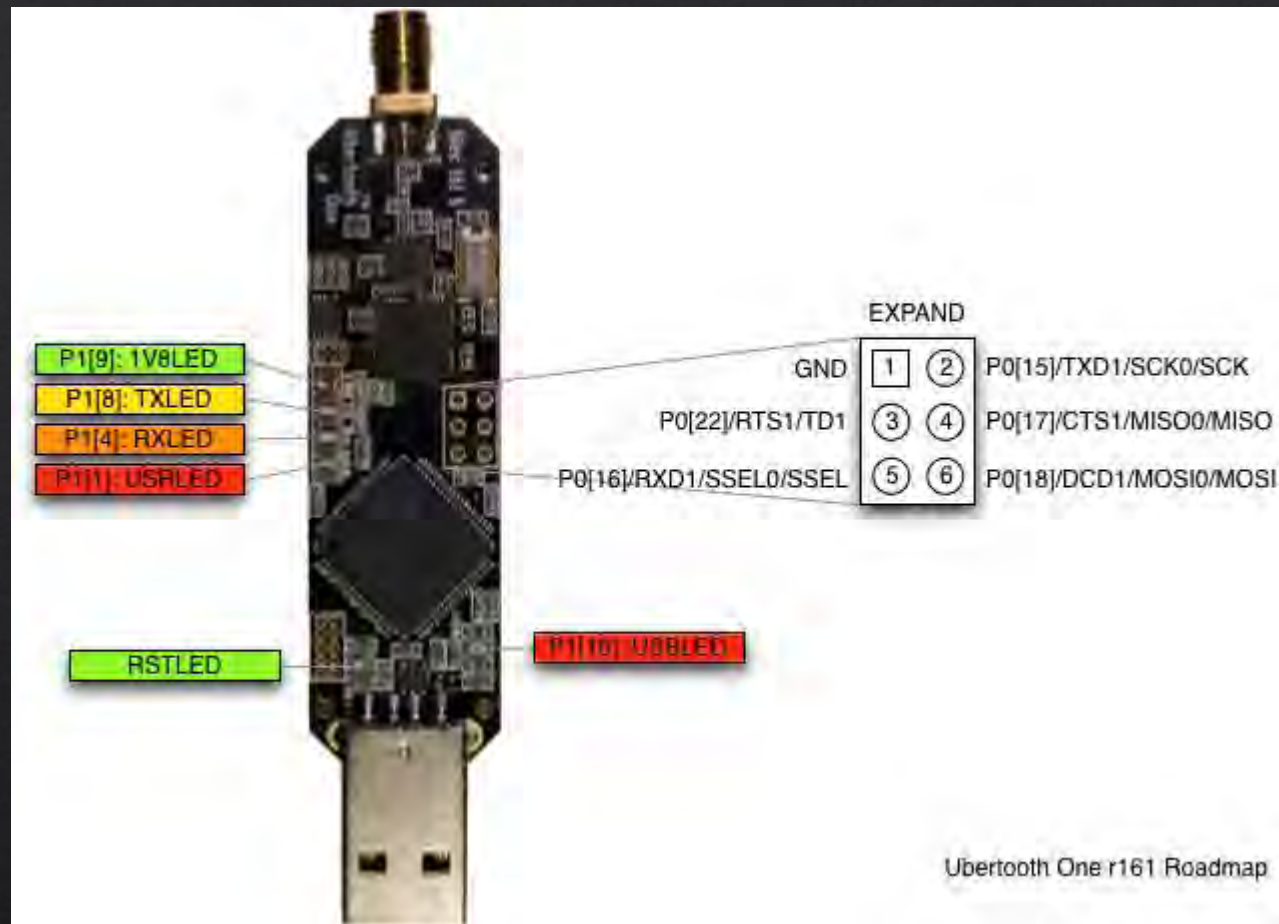 EXPAND
GND 1 2 P0[15]/TXD1/SCK0/SCK
P0[22]/RTS1/TD1 3 4 P0[17]/CTS1/MISO0/MISO
P0[16]/RXD1/SSEL0/SSEL 5 6 P0[18]/DCD1/MOSI0/MOSI
P1[9]: 1V8LED
P1[8]: TXLED
P1[4]: RXLED
P1[1]: USRLED
RSTLED
USBLED
Ubertooth One r161 Roadmap